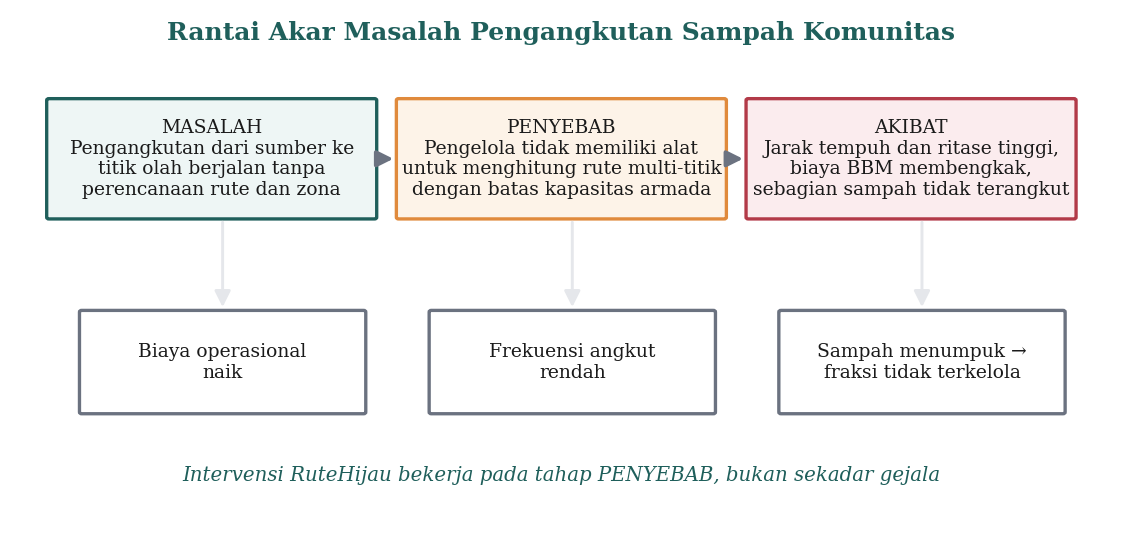 Rantai Akar Masalah Pengangkutan Sampah Komunitas
MASALAH
Pengangkutan dari sumber ke
titik olah berjalan tanpa
perencanaan rute dan zona
PENYEBAB
Pengelola tidak memiliki alat
untuk menghitung rute multi-titik
dengan batas kapasitas armada
AKIBAT
Jarak tempuh dan ritase tinggi,
biaya BBM membengkak,
sebagian sampah tidak terangkut
Biaya operasional
naik
Frekuensi angkut
rendah
Sampah menumpuk →
fraksi tidak terkelola
Intervensi RuteHijau bekerja pada tahap PENYEBAB, bukan sekadar gejala